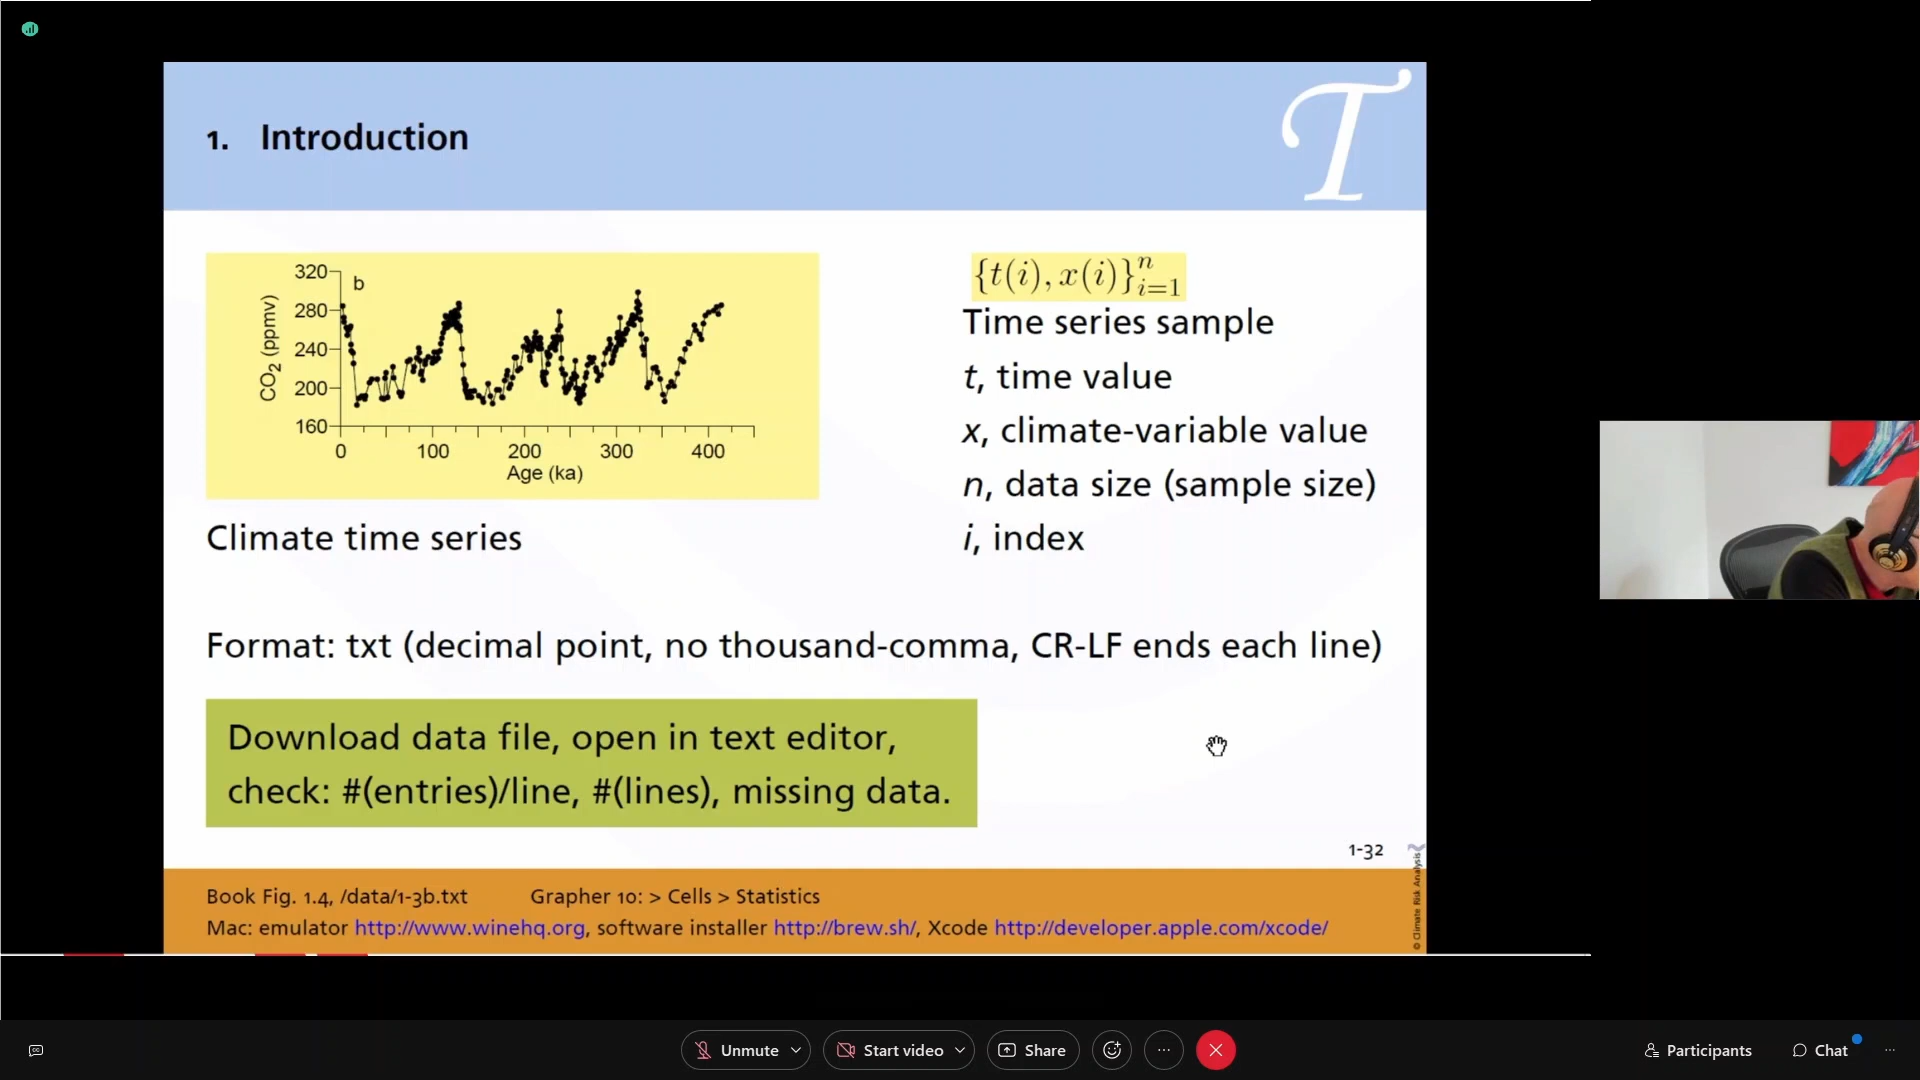 1. Introduction
T
b
320
280
240
200
160
CO2 (ppmv)
0 100 200 300 400
Age (ka)
Climate time series
{t(i), x(i)}ⁿᵢ₌₁
Time series sample
t, time value
x, climate-variable value
n, data size (sample size)
i, index
Format: txt (decimal point, no thousand-comma, CR-LF ends each line)
Download data file, open in text editor,
check: #(entries)/line, #(lines), missing data.
1-32
© Climate Risk Analysis
Book Fig. 1.4, /data/1-3b.txt Grapher 10: > Cells > Statistics
Mac: emulator http://www.winehq.org, software installer http://brew.sh/, Xcode http://developer.apple.com/xcode/
Unmute Start video Share Participants Chat